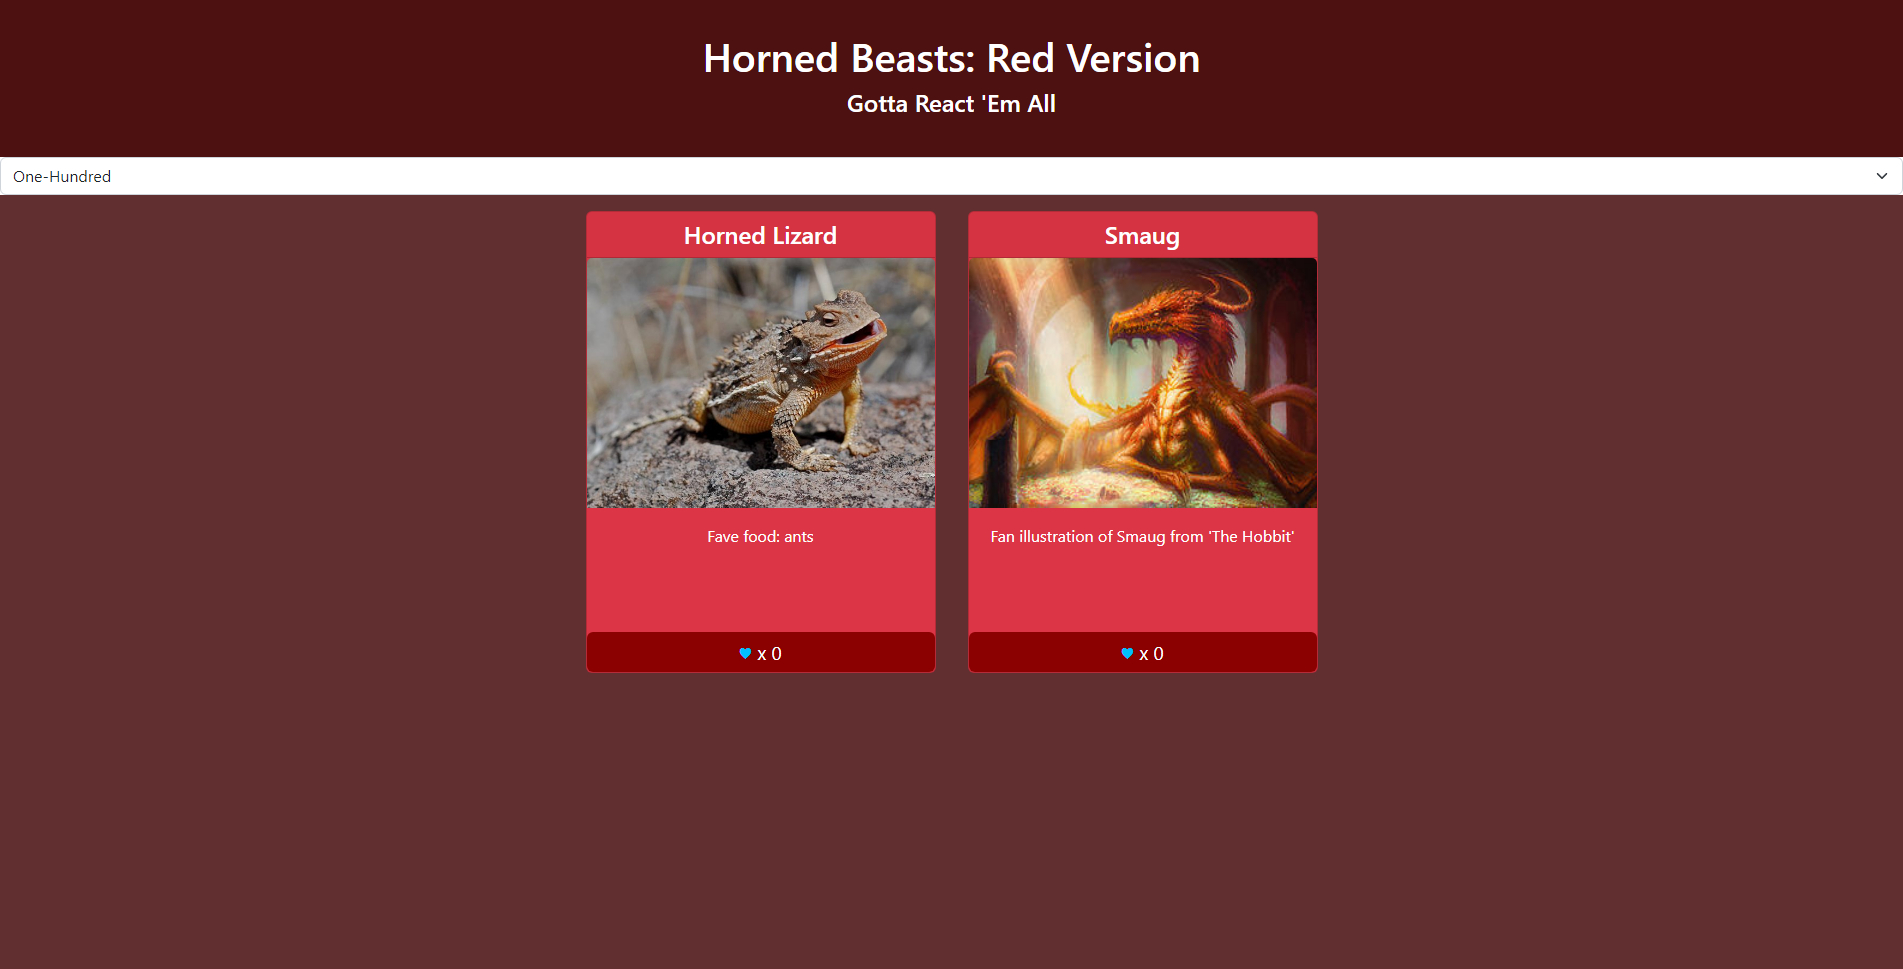 Horned Beasts: Red Version
Gotta React 'Em All
One-Hundred
Horned Lizard
Smaug
Fave food: ants
Fan illustration of Smaug from 'The Hobbit'
x 0
x 0